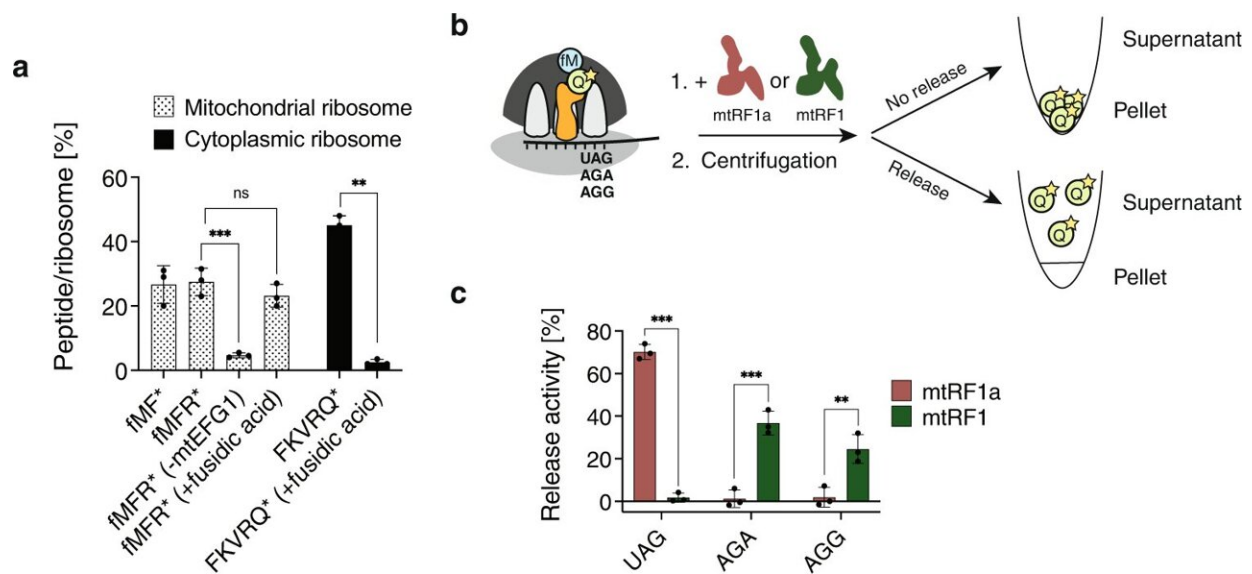 a
Mitochondrial ribosome
Cytoplasmic ribosome
Peptide/ribosome [%]
60
40
20
0
***
ns
**
fMF*
fMFR*
fMFR* (-mtEFG1)
fMFR* (+fusidic acid)
FKVRQ*
FKVRQ* (+fusidic acid)
b
fM
Q
UAG
AGA
AGG
1. + mtRF1a or mtRF1
2. Centrifugation
No release
Release
Supernatant
Pellet
Q
Q
Q
Supernatant
Q
Q
Q
Pellet
c
Release activity [%]
80
60
40
20
0
***
***
**
mtRF1a
mtRF1
UAG
AGA
AGG